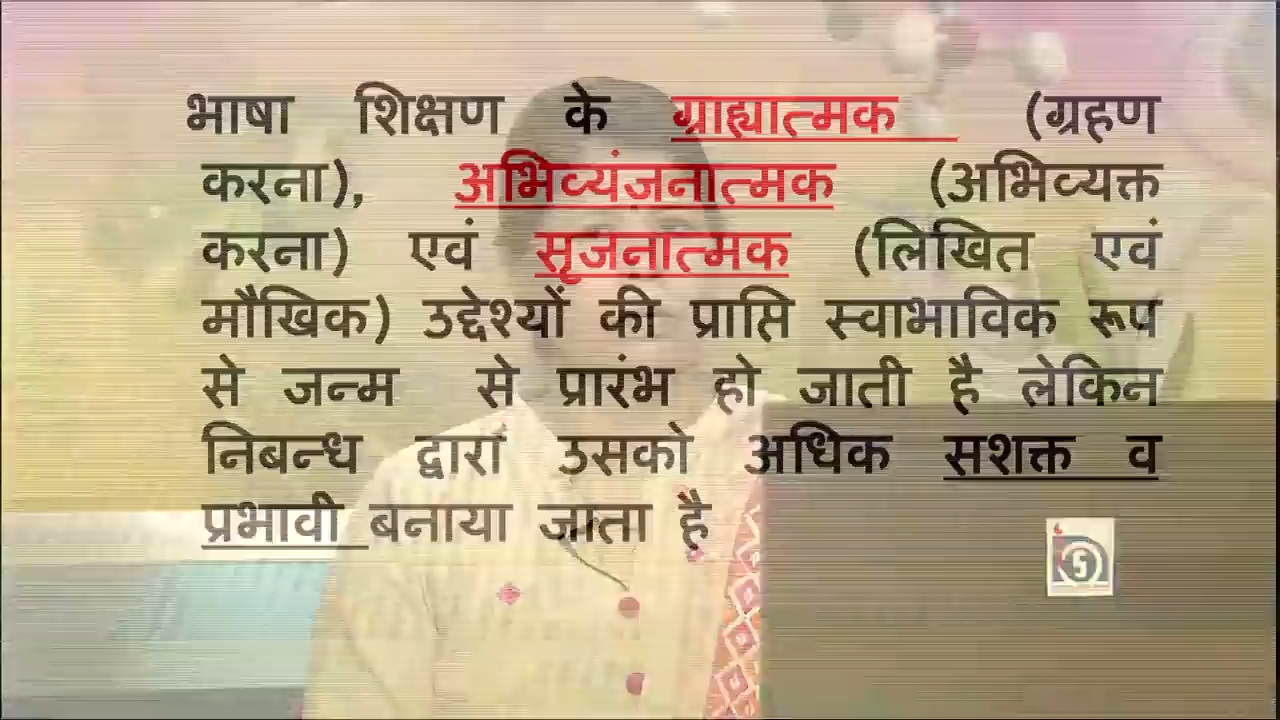 भाषा शिक्षण के ग्राह्यात्मक (ग्रहण
करना), अभिव्यंजनात्मक (अभिव्यक्त
करना) एवं सृजनात्मक (लिखित एवं
मौखिक) उद्देश्यों की प्राप्ति स्वाभाविक रूप
से जन्म से प्रारंभ हो जाती है लेकिन
निबन्ध द्वारा उसको अधिक सशक्त व
प्रभावी बनाया जाता है
5